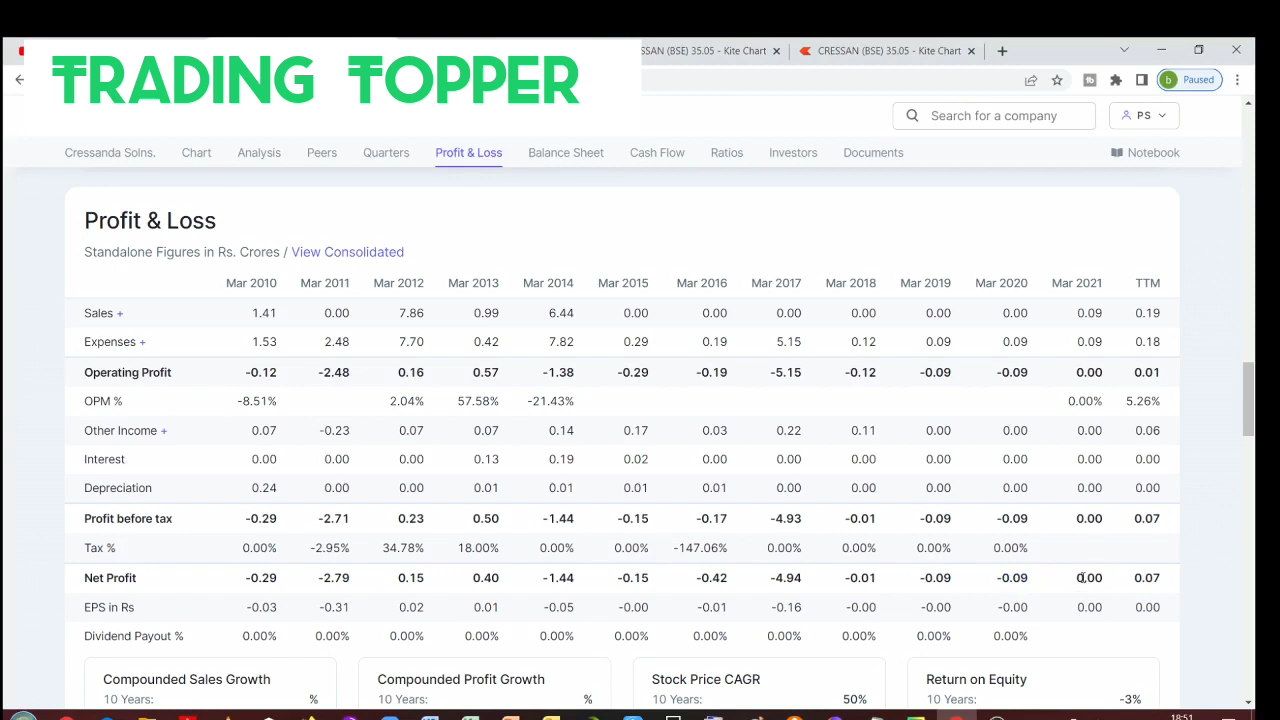 TRADING TOPPER
SSAN (BSE) 35.05 - Kite Chart
CRESSAN (BSE) 35.05 - Kite Chart
b Paused
Search for a company
PS
Cressanda Solns. Chart Analysis Peers Quarters Profit & Loss Balance Sheet Cash Flow Ratios Investors Documents Notebook
Profit & Loss
Standalone Figures in Rs. Crores / View Consolidated
Mar 2010 Mar 2011 Mar 2012 Mar 2013 Mar 2014 Mar 2015 Mar 2016 Mar 2017 Mar 2018 Mar 2019 Mar 2020 Mar 2021 TTM
Sales + 1.41 0.00 7.86 0.99 6.44 0.00 0.00 0.00 0.00 0.00 0.00 0.09 0.19
Expenses + 1.53 2.48 7.70 0.42 7.82 0.29 0.19 5.15 0.12 0.09 0.09 0.09 0.18
Operating Profit -0.12 -2.48 0.16 0.57 -1.38 -0.29 -0.19 -5.15 -0.12 -0.09 -0.09 0.00 0.01
OPM % -8.51% 2.04% 57.58% -21.43% 0.00% 5.26%
Other Income + 0.07 -0.23 0.07 0.07 0.14 0.17 0.03 0.22 0.11 0.00 0.00 0.00 0.06
Interest 0.00 0.00 0.00 0.13 0.19 0.02 0.00 0.00 0.00 0.00 0.00 0.00 0.00
Depreciation 0.24 0.00 0.00 0.01 0.01 0.01 0.01 0.00 0.00 0.00 0.00 0.00 0.00
Profit before tax -0.29 -2.71 0.23 0.50 -1.44 -0.15 -0.17 -4.93 -0.01 -0.09 -0.09 0.00 0.07
Tax % 0.00% -2.95% 34.78% 18.00% 0.00% 0.00% -147.06% 0.00% 0.00% 0.00% 0.00%
Net Profit -0.29 -2.79 0.15 0.40 -1.44 -0.15 -0.42 -4.94 -0.01 -0.09 -0.09 0.00 0.07
EPS in Rs -0.03 -0.31 0.02 0.01 -0.05 -0.00 -0.01 -0.16 -0.00 -0.00 -0.00 0.00 0.00
Dividend Payout % 0.00% 0.00% 0.00% 0.00% 0.00% 0.00% 0.00% 0.00% 0.00% 0.00% 0.00%
Compounded Sales Growth Compounded Profit Growth Stock Price CAGR Return on Equity
10 Years: % 10 Years: % 10 Years: 50% 10 Years: -3%
18:51